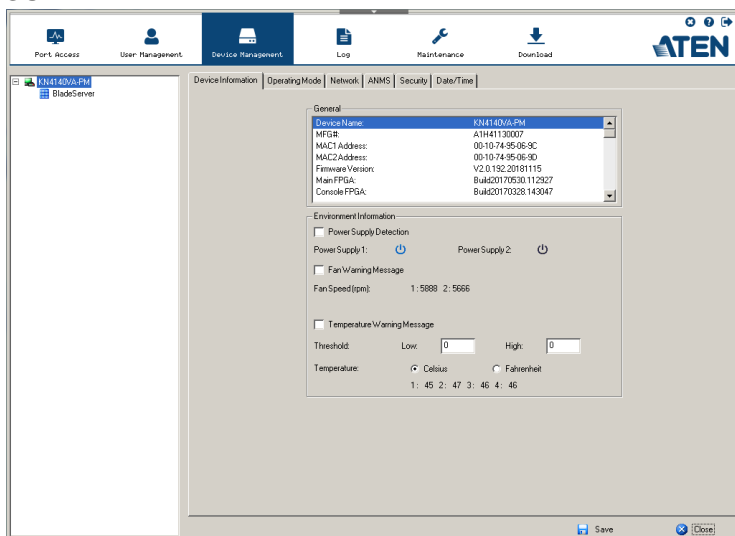 ATEN
Port Access User Management Device Management Log Maintenance Download
KN4140VA-PM
BladeServer
Device Information Operating Mode Network ANMS Security Date/Time
General
Device Name: KN4140VA-PM
MFG#: A1H41130007
MAC1 Address: 00-10-74-95-06-9C
MAC2 Address: 00-10-74-95-06-9D
Firmware Version: V2.0.192.20181115
Main FPGA: Build20170530.112927
Console FPGA: Build20170328.143047
Environment Information
Power Supply Detection
Power Supply 1: Power Supply 2:
Fan Warning Message
Fan Speed (rpm): 1 : 5888 2 : 5666
Temperature Warning Message
Threshold: Low: 0 High: 0
Temperature: Celsius Fahrenheit
1 : 45 2 : 47 3 : 46 4 : 46
Save Close